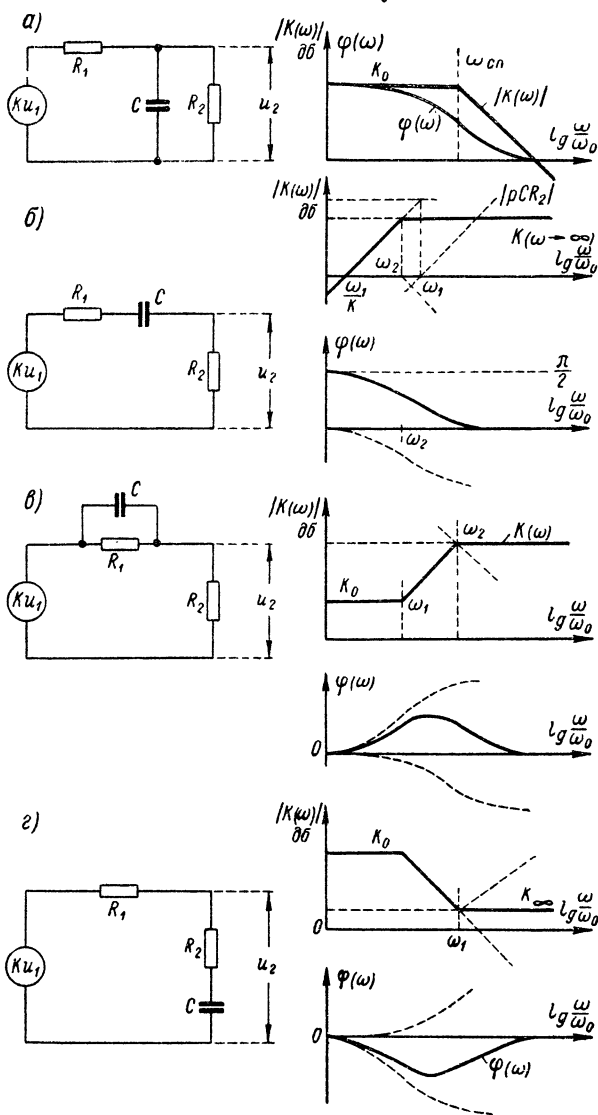 а)
Ku₁
R₁
C
R₂
u₂
|K(ω)|
дб
φ(ω)
K₀
ω сп
|K(ω)|
φ(ω)
lg ω/ω₀
б)
Ku₁
R₁
C
R₂
u₂
|K(ω)|
дб
|pCR₂|
K(ω → ∞)
lg ω/ω₀
ω₂
ω₁
ω₁/K
φ(ω)
π/2
lg ω/ω₀
ω₂
в)
Ku₁
C
R₁
R₂
u₂
|K(ω)|
дб
ω₂
K(ω)
K₀
ω₁
lg ω/ω₀
φ(ω)
0
lg ω/ω₀
г)
Ku₁
R₁
R₂
C
u₂
|K(ω)|
дб
K₀
K∞
lg ω/ω₀
0
ω₁
φ(ω)
0
lg ω/ω₀
φ(ω)